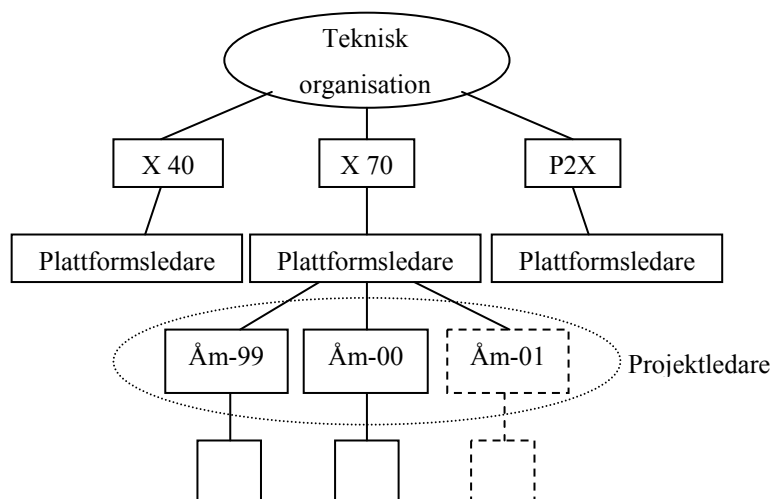 Teknisk
organisation
X 40
X 70
P2X
Plattformsledare
Plattformsledare
Plattformsledare
Åm-99
Åm-00
Åm-01
Projektledare